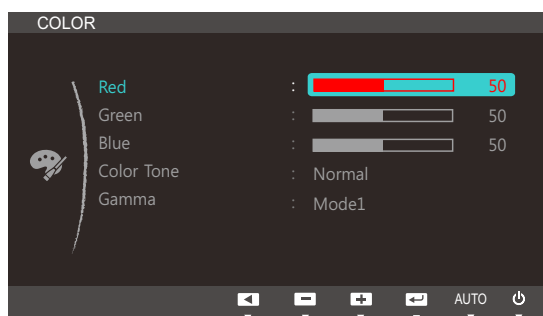 COLOR
Red : 50
Green : 50
Blue : 50
Color Tone : Normal
Gamma : Mode1
AUTO